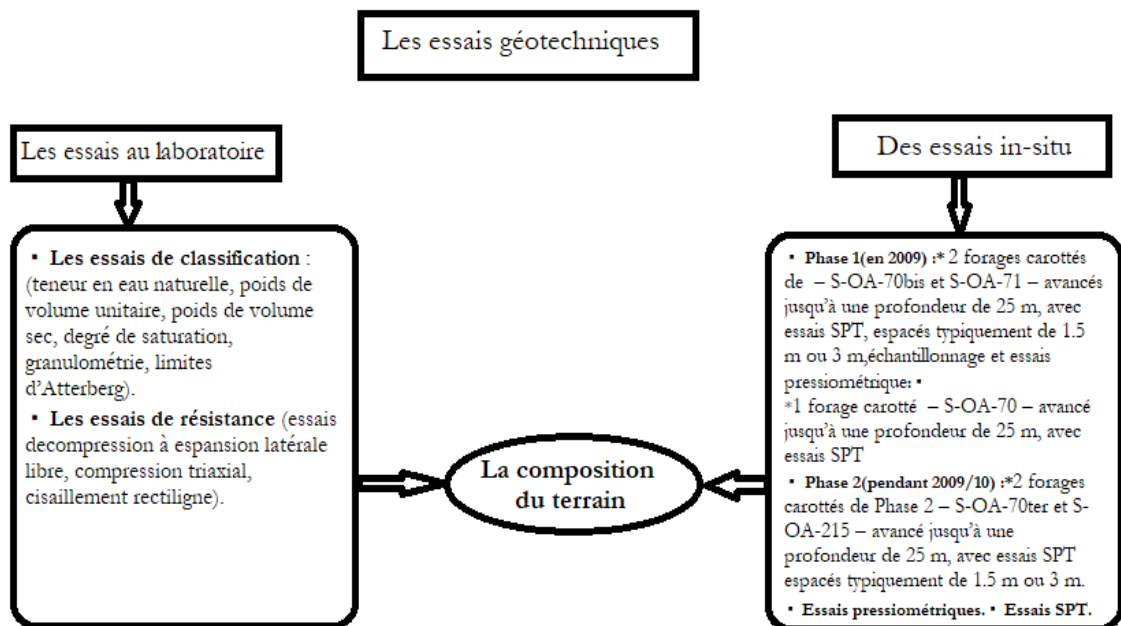 Les essais géotechniques
Les essais au laboratoire
▪ Les essais de classification :
(teneur en eau naturelle, poids de
volume unitaire, poids de volume
sec, degré de saturation,
granulométrie, limites
d’Atterberg).
▪ Les essais de résistance (essais
decompression à espansion latérale
libre, compression triaxial,
cisaillement rectiligne).
La composition
du terrain
Des essais in-situ
▪ Phase 1(en 2009) :* 2 forages carottés
de – S-OA-70bis et S-OA-71 – avancés
jusqu’à une profondeur de 25 m, avec
essais SPT, espacés typiquement de 1.5
m ou 3 m,échantillonnage et essais
pressiométrique: ▪
*1 forage carotté – S-OA-70 – avancé
jusqu’à une profondeur de 25 m, avec
essais SPT
▪ Phase 2(pendant 2009/10) :*2 forages
carottés de Phase 2 – S-OA-70ter et S-
OA-215 – avancé jusqu’à une
profondeur de 25 m, avec essais SPT
espacés typiquement de 1.5 m ou 3 m.
▪ Essais pressiométriques. ▪ Essais SPT.